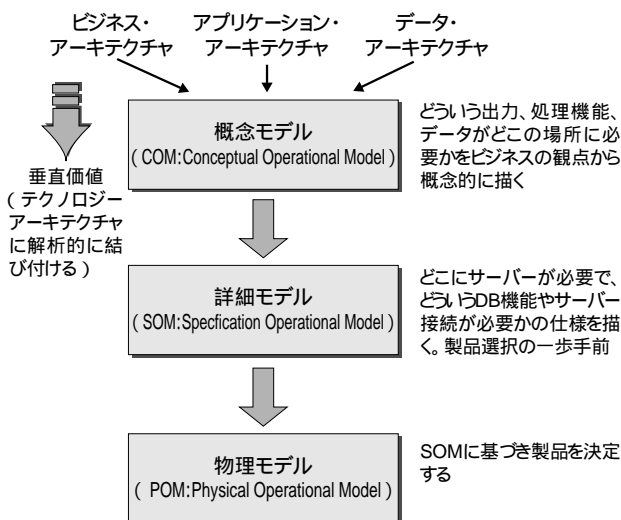 ビジネス・
アーキテクチャ
アプリケーション・
アーキテクチャ
データ・
アーキテクチャ
垂直価値
(テクノロジー
アーキテクチャ
に解析的に結
び付ける)
概念モデル
(COM:Conceptual Operational Model)
どういう出力、処理機能、
データがどこの場所に必
要かをビジネスの観点から
概念的に描く
詳細モデル
(SOM:Specfication Operational Model)
どこにサーバーが必要で、
どういうDB機能やサーバー
接続が必要かの仕様を描
く。製品選択の一歩手前
物理モデル
( POM:Physical Operational Model)
SOMに基づき製品を決定
する